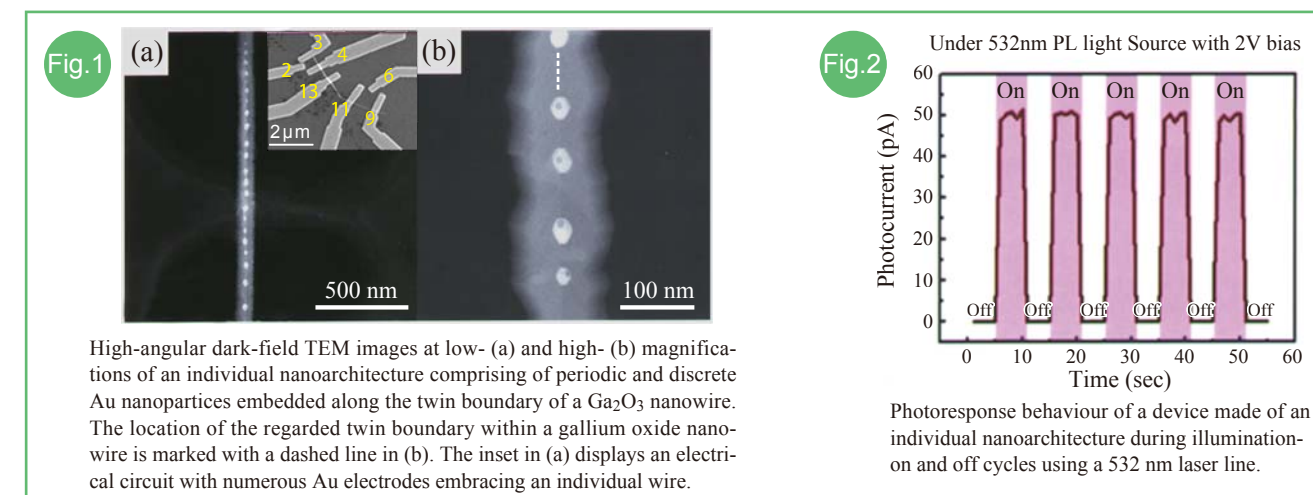 Fig.1
(a)
3
4
2
6
13
11
9
2μm
500 nm
(b)
100 nm
High-angular dark-field TEM images at low- (a) and high- (b) magnifica-
tions of an individual nanoarchitecture comprising of periodic and discrete
Au nanopartices embedded along the twin boundary of a Ga₂O₃ nanowire.
The location of the regarded twin boundary within a gallium oxide nano-
wire is marked with a dashed line in (b). The inset in (a) displays an electri-
cal circuit with numerous Au electrodes embracing an individual wire.
Fig.2
Under 532nm PL light Source with 2V bias
Photocurrent (pA)
60
50
40
30
20
10
0
On On On On On
Off Off Off Off Off Off
0 10 20 30 40 50 60
Time (sec)
Photoresponse behaviour of a device made of an
individual nanoarchitecture during illumination-
on and off cycles using a 532 nm laser line.